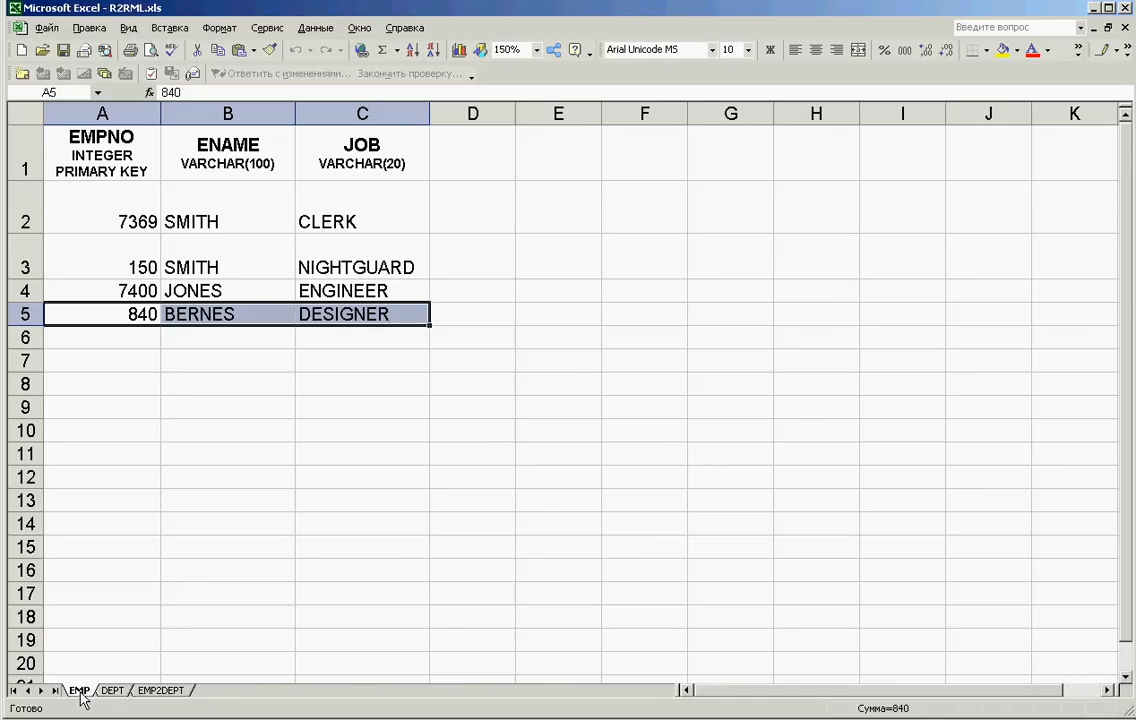 Microsoft Excel - R2RML.xls
Файл Правка Вид Вставка Формат Сервис Данные Окно Справка Введите вопрос
150% Arial Unicode MS 10 Ж % 000
Ответить с изменениями... Закончить проверку...
A5 fx 840
A B C D E F G H I J K
1 EMPNO INTEGER PRIMARY KEY ENAME VARCHAR(100) JOB VARCHAR(20)
2 7369 SMITH CLERK
3 150 SMITH NIGHTGUARD
4 7400 JONES ENGINEER
5 840 BERNES DESIGNER
6
7
8
9
10
11
12
13
14
15
16
17
18
19
20
EMP DEPT EMP2DEPT
Готово Сумма=840